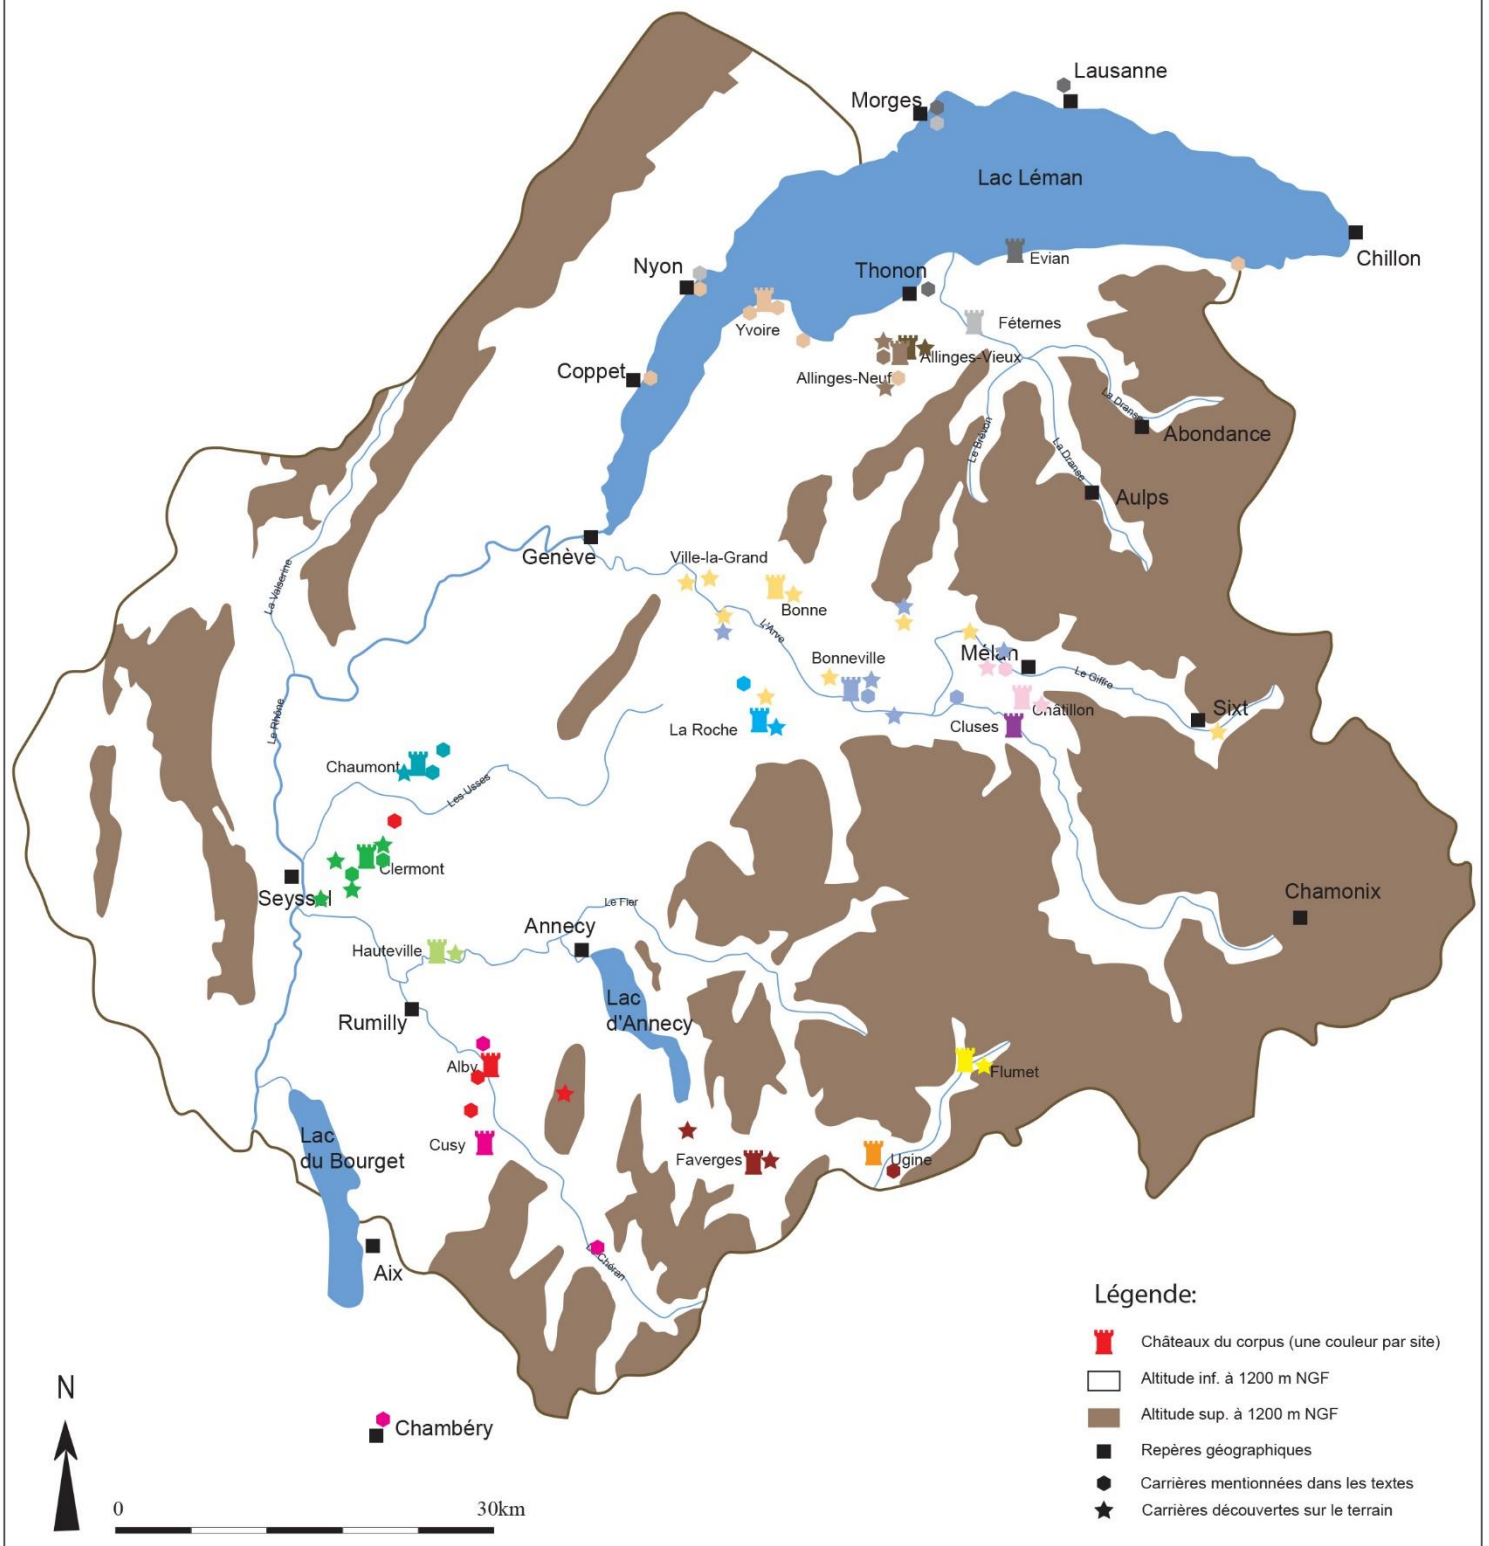 Lausanne
Morges
Lac Léman
Chillon
Evian
Thonon
Nyon
Féternes
Yvoire
Allinges-Vieux
Coppet
Allinges-Neuf
La Dranse
Abondance
Le Brévon
La Dranse
Aulps
Genève
Ville-la-Grand
La Valserine
Bonne
L'Arve
Bonneville
Mélan
Le Giffre
Châtillon
Sixt
Le Rhône
La Roche
Cluses
Chaumont
Les Usses
Clermont
Seyssel
Chamonix
Le Fier
Annecy
Hauteville
Lac
d'Annecy
Rumilly
Alby
Flumet
Lac
du Bourget
Cusy
Faverges
Ugine
Le Chéran
Aix
Légende:
Châteaux du corpus (une couleur par site)
Altitude inf. à 1200 m NGF
Altitude sup. à 1200 m NGF
Repères géographiques
Carrières mentionnées dans les textes
Carrières découvertes sur le terrain
N
Chambéry
0 30km